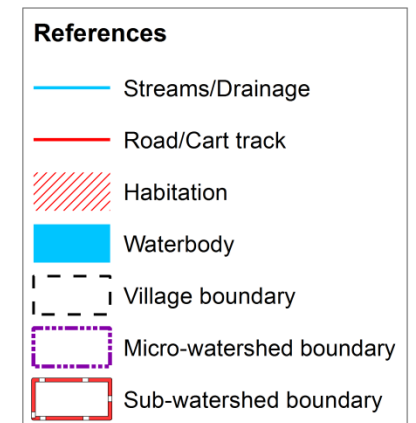 References
Streams/Drainage
Road/Cart track
Habitation
Waterbody
Village boundary
Micro-watershed boundary
Sub-watershed boundary